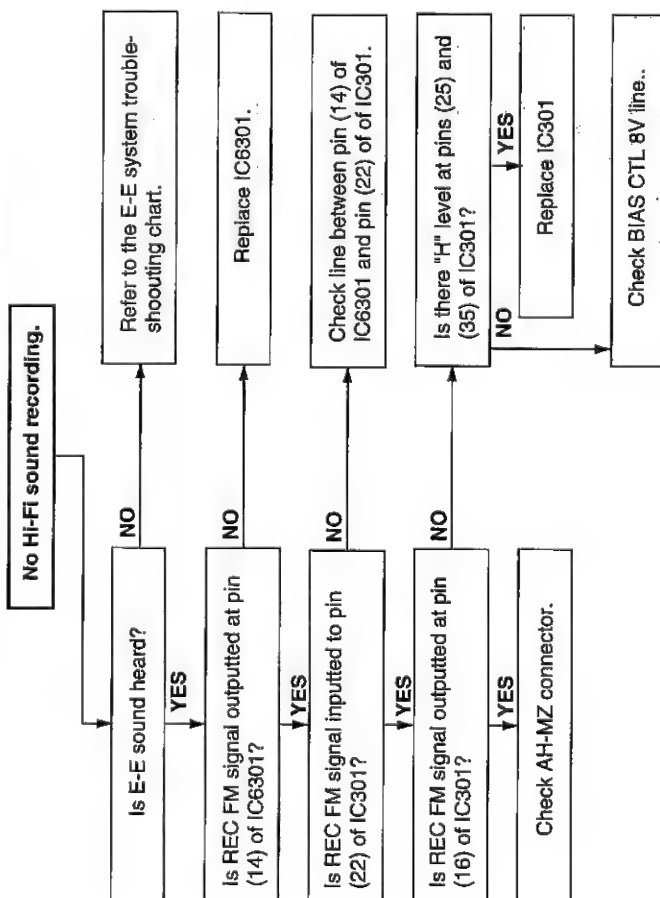 No Hi-Fi sound recording.
Is E-E sound heard?
NO
Refer to the E-E system trouble-
shoouting chart.
YES
Is REC FM signal outputted at pin
(14) of IC6301?
NO
Replace IC6301.
YES
Is REC FM signal inputted to pin
(22) of IC301?
NO
Check line between pin (14) of
IC6301 and pin (22) of of IC301.
YES
Is REC FM signal outputted at pin
(16) of IC301?
NO
Is there "H" level at pins (25) and
(35) of IC301?
YES
Check AH-MZ connector.
NO
YES
Replace IC301
Check BIAS CTL 8V line..